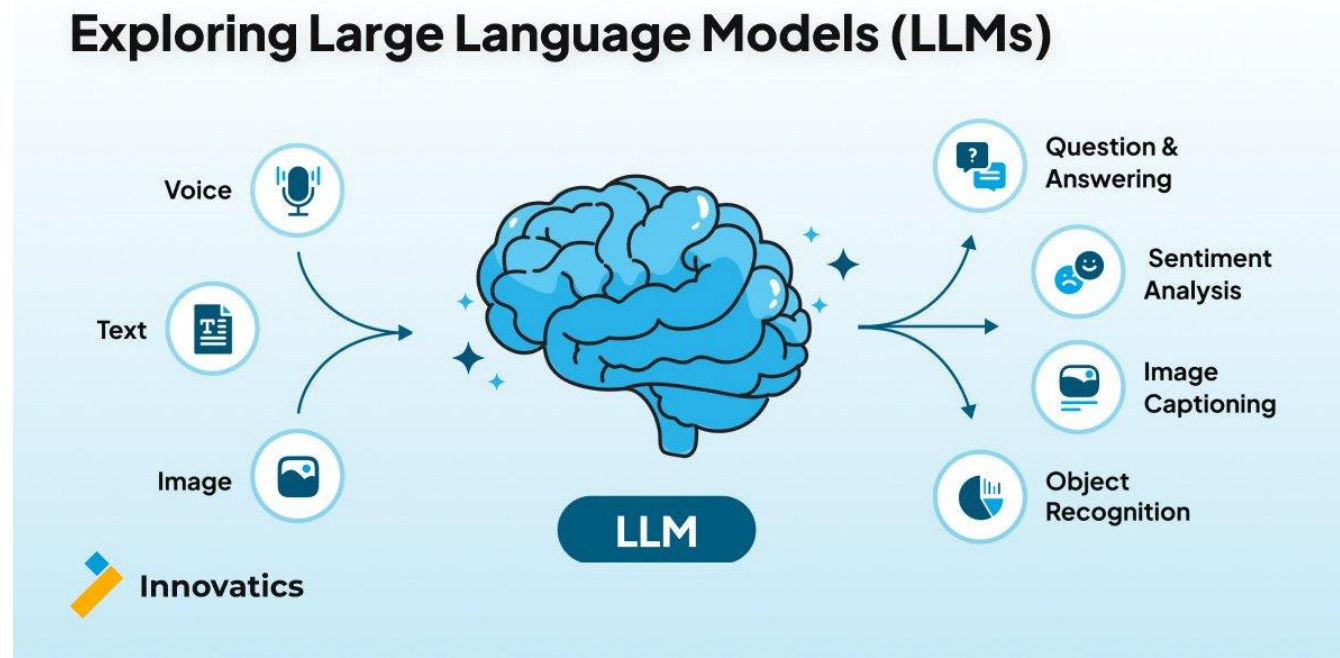 Exploring Large Language Models (LLMs)
Voice
Text
Image
LLM
Question &
Answering
Sentiment
Analysis
Image
Captioning
Object
Recognition
Innovatics